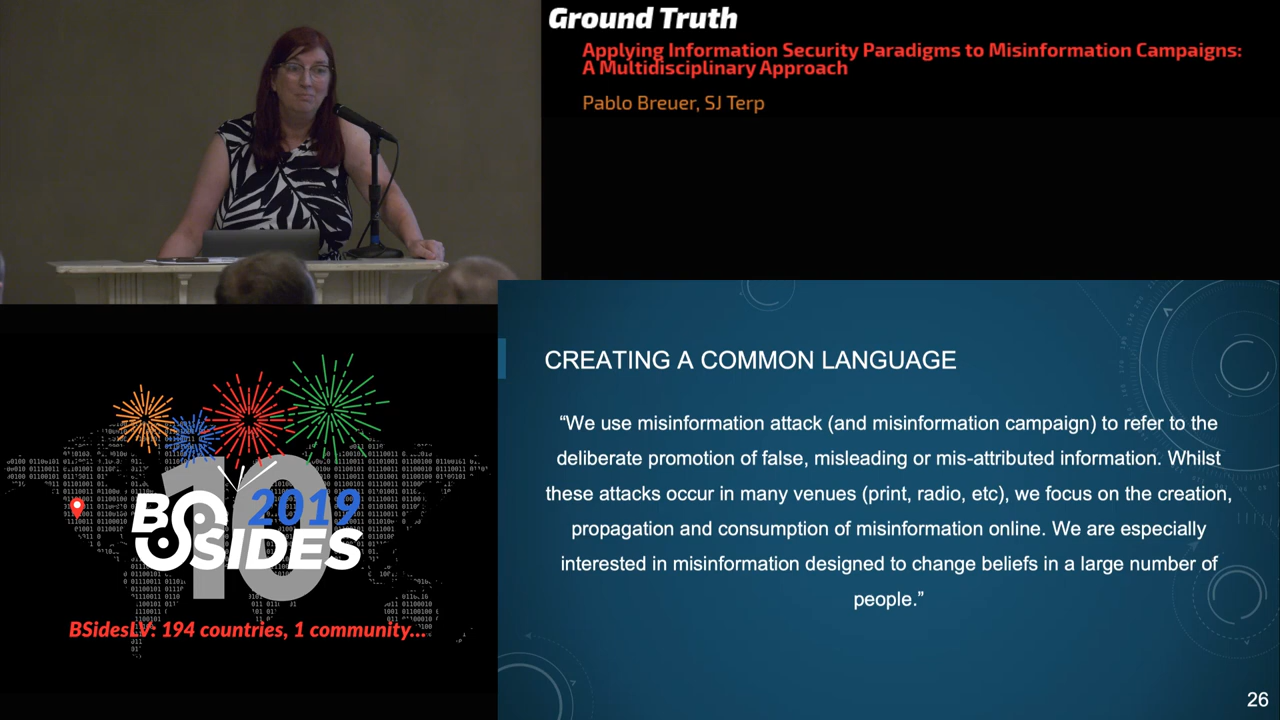 Ground Truth
Applying Information Security Paradigms to Misinformation Campaigns:
A Multidisciplinary Approach
Pablo Breuer, SJ Terp
CREATING A COMMON LANGUAGE
“We use misinformation attack (and misinformation campaign) to refer to the
deliberate promotion of false, misleading or mis-attributed information. Whilst
these attacks occur in many venues (print, radio, etc), we focus on the creation,
propagation and consumption of misinformation online. We are especially
interested in misinformation designed to change beliefs in a large number of
people.”
26
10
2019
BSIDES
BSidesLV: 194 countries, 1 community...